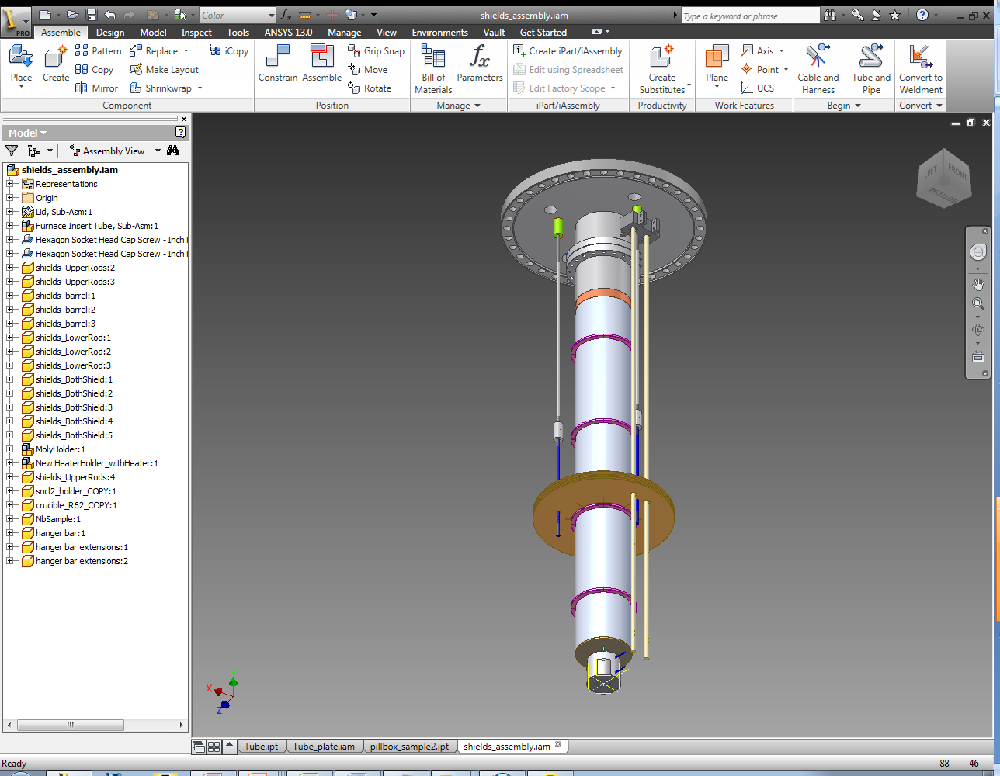 Color
shields_assembly.iam
Type a keyword or phrase
PRO
Assemble Design Model Inspect Tools ANSYS 13.0 Manage View Environments Vault Get Started
Place
Create
Pattern
Copy
Mirror
Replace
Make Layout
Shrinkwrap
iCopy
Component
Constrain
Assemble
Grip Snap
Move
Rotate
Position
Bill of
Materials
Parameters
Manage
Create iPart/iAssembly
Edit using Spreadsheet
Edit Factory Scope
iPart/iAssembly
Create
Substitutes
Productivity
Plane
Axis
Point
UCS
Work Features
Cable and
Harness
Tube and
Pipe
Begin
Convert to
Weldment
Convert
Model
Assembly View
shields_assembly.iam
Representations
Origin
Lid, Sub-Asm:1
Furnace Insert Tube, Sub-Asm:1
Hexagon Socket Head Cap Screw - Inch
Hexagon Socket Head Cap Screw - Inch
shields_UpperRods:2
shields_UpperRods:3
shields_barrel:1
shields_barrel:2
shields_barrel:3
shields_LowerRod:1
shields_LowerRod:2
shields_LowerRod:3
shields_BothShield:1
shields_BothShield:2
shields_BothShield:3
shields_BothShield:4
shields_BothShield:5
MolyHolder:1
New HeaterHolder_withHeater:1
shields_UpperRods:4
sncl2_holder_COPY:1
crucible_R62_COPY:1
NbSample:1
hanger bar:1
hanger bar extensions:1
hanger bar extensions:2
LEFT
FRONT
BOTTOM
Y
X
Z
Tube.ipt
Tube_plate.iam
pillbox_sample2.ipt
shields_assembly.iam
Ready
88 46